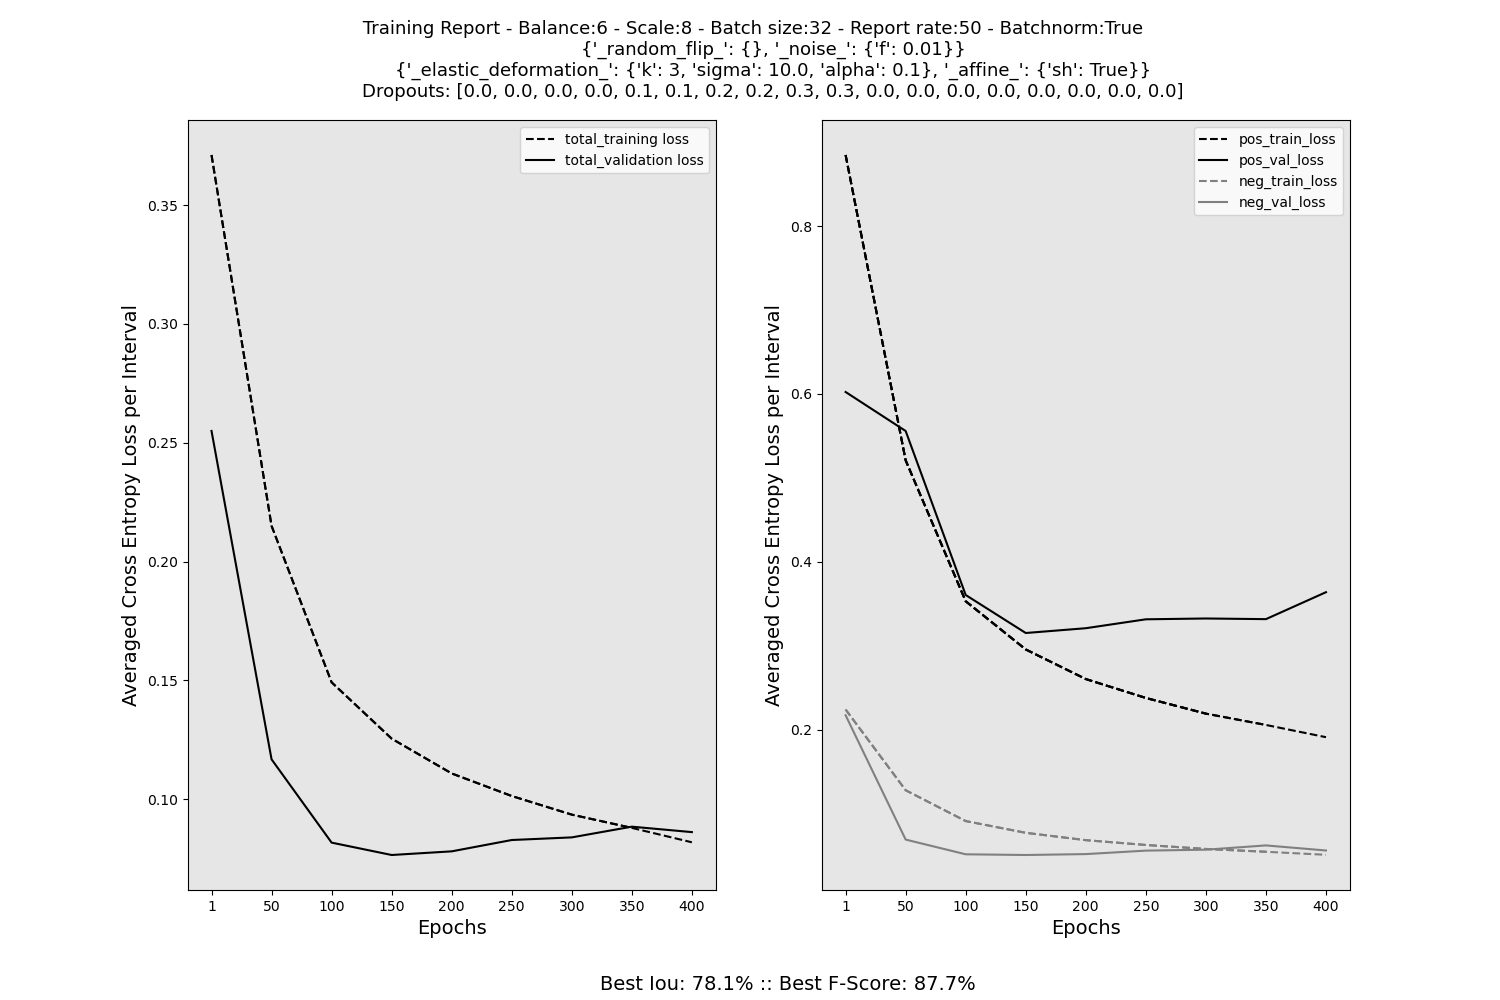 Training Report - Balance:6 - Scale:8 - Batch size:32 - Report rate:50 - Batchnorm:True
{'_random_flip_': {}, '_noise_': {'f': 0.01}}
{'_elastic_deformation_': {'k': 3, 'sigma': 10.0, 'alpha': 0.1}, '_affine_': {'sh': True}}
Dropouts: [0.0, 0.0, 0.0, 0.0, 0.1, 0.1, 0.2, 0.2, 0.3, 0.3, 0.0, 0.0, 0.0, 0.0, 0.0, 0.0, 0.0, 0.0]
total_training loss
total_validation loss
Averaged Cross Entropy Loss per Interval
0.35
0.30
0.25
0.20
0.15
0.10
1 50 100 150 200 250 300 350 400
Epochs
pos_train_loss
pos_val_loss
neg_train_loss
neg_val_loss
Averaged Cross Entropy Loss per Interval
0.8
0.6
0.4
0.2
1 50 100 150 200 250 300 350 400
Epochs
Best Iou: 78.1% :: Best F-Score: 87.7%